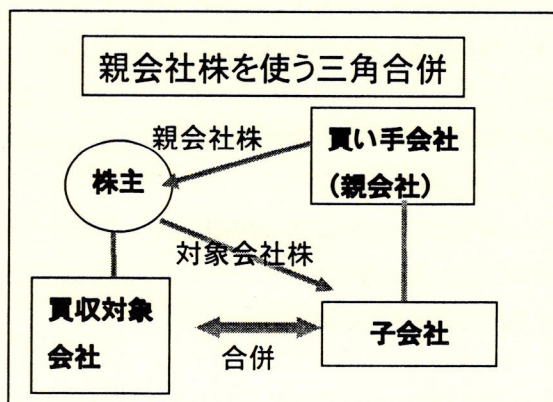 親会社株を使う三角合併
親会社株
買い手会社
(親会社)
株主
対象会社株
買収対象
会社
子会社
合併